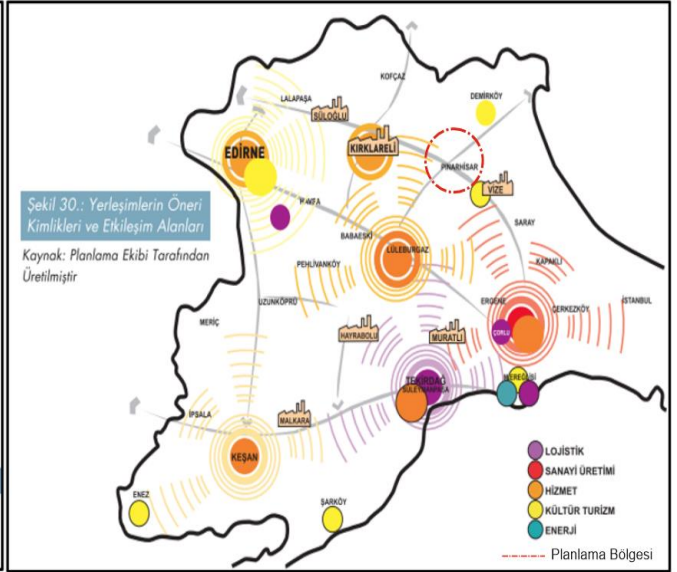 KOFÇAZ
DEMİRKÖY
LALAPAŞA
SÜLOĞLU
EDİRNE
KIRKLARELİ
PINARHİSAR
VİZE
Şekil 30.: Yerleşimlerin Öneri
Kimlikleri ve Etkileşim Alanları
Kaynak: Planlama Ekibi Tarafından
Üretilmiştir
SARAY
BABAESKİ
LÜLEBURGAZ
PEHLİVANKÖY
KAPAKLI
UZUNKÖPRÜ
ERGENE
ÇERKEZKÖY
İSTANBUL
MERİÇ
HAYRABOLU
MURATLI
ÇORLU
TEKİRDAĞ
SÜLEYMANPAŞA
İPSALA
MALKARA
KEŞAN
ENEZ
ŞARKÖY
LOJİSTİK
SANAYİ ÜRETİMİ
HİZMET
KÜLTÜR TURİZM
ENERJİ
Planlama Bölgesi